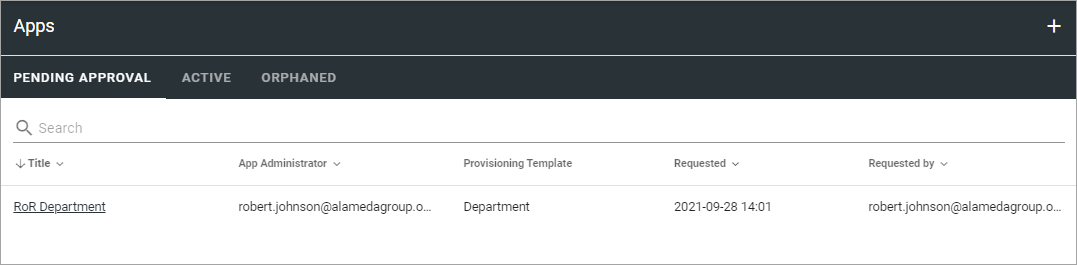 Apps
PENDING APPROVAL ACTIVE ORPHANED
Search
Title App Administrator Provisioning Template Requested Requested by
RoR Department robert.johnson@alamedagroup.o... Department 2021-09-28 14:01 robert.johnson@alamedagroup.o...